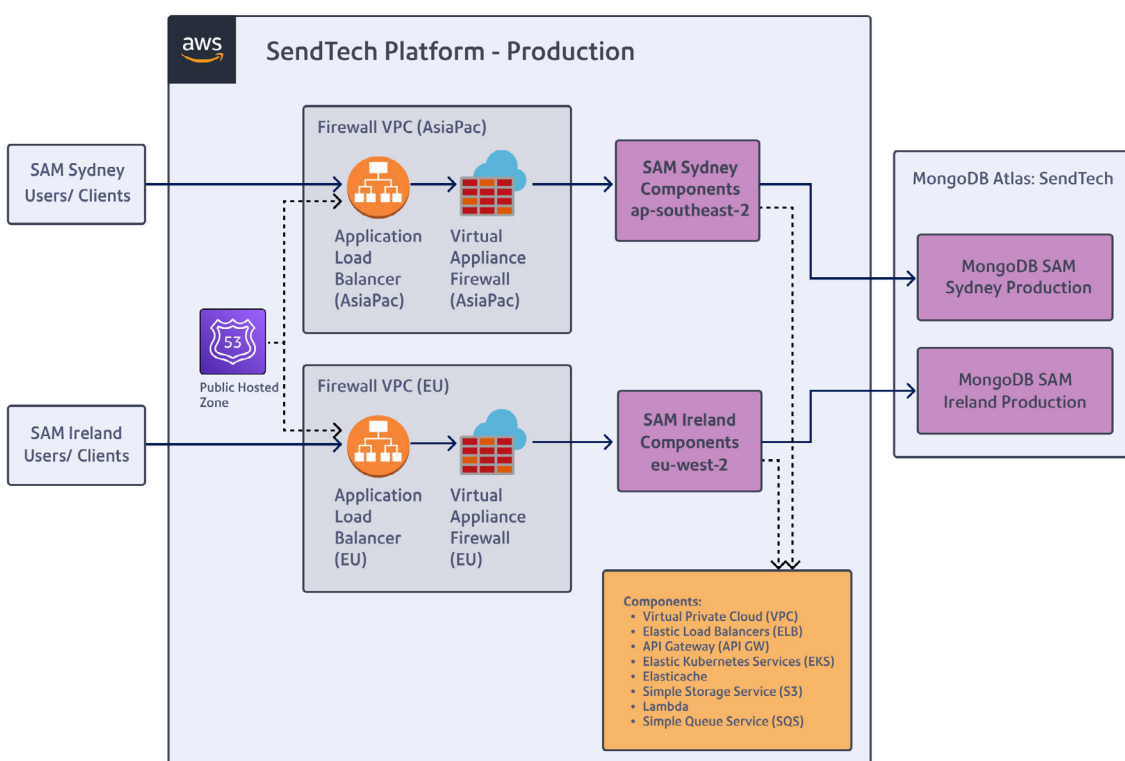 aws
SendTech Platform - Production
SAM Sydney
Users/ Clients
Firewall VPC (AsiaPac)
Application
Load
Balancer
(AsiaPac)
Virtual
Appliance
Firewall
(AsiaPac)
SAM Sydney
Components
ap-southeast-2
MongoDB Atlas: SendTech
MongoDB SAM
Sydney Production
MongoDB SAM
Ireland Production
53
Public Hosted
Zone
SAM Ireland
Users/ Clients
Firewall VPC (EU)
Application
Load
Balancer
(EU)
Virtual
Appliance
Firewall
(EU)
SAM Ireland
Components
eu-west-2
Components:
• Virtual Private Cloud (VPC)
• Elastic Load Balancers (ELB)
• API Gateway (API GW)
• Elastic Kubernetes Services (EKS)
• Elasticache
• Simple Storage Service (S3)
• Lambda
• Simple Queue Service (SQS)